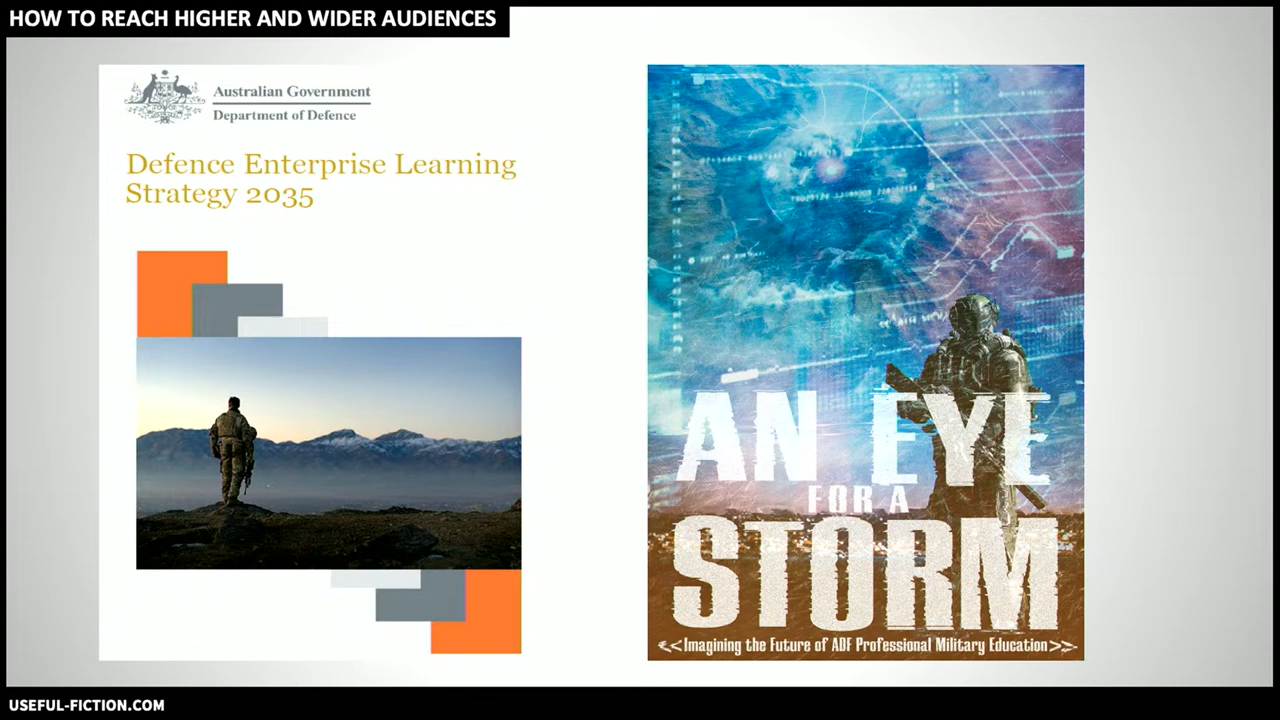 HOW TO REACH HIGHER AND WIDER AUDIENCES
Australian Government
Department of Defence
Defence Enterprise Learning
Strategy 2035
AN EYE
FOR A
STORM
<<Imagining the Future of ADF Professional Military Education>>
USEFUL-FICTION.COM